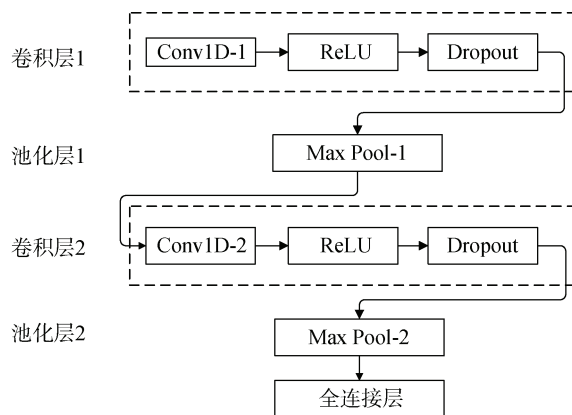 卷积层1
Conv1D-1
ReLU
Dropout
池化层1
Max Pool-1
卷积层2
Conv1D-2
ReLU
Dropout
池化层2
Max Pool-2
全连接层